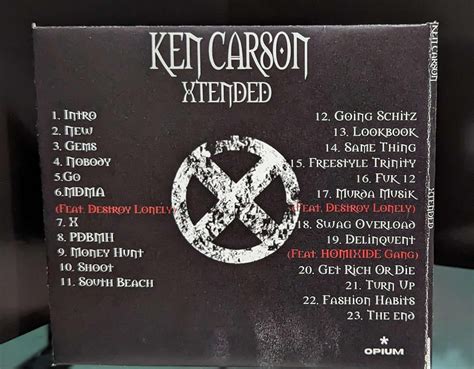 KEN CARSON
XTENDED
1. Intro
2. New
3. Gems
4. Nobody
5.Go
6.MDMA
(Feat. Destroy Lonely)
7. X
8. PDBMH
9. Money Hunt
10. Shoot
11. South Beach
12. Going Schitz
13. Lookbook
14. Same Thing
15. Freestyle Trinity
16. Fuk 12
17. Murda Musik
(Feat. Destroy Lonely)
18. Swag Overload
19. Delinquent
(Feat. HOMIXIDE Gang)
20. Get Rich Or Die
21. Turn Up
22. Fashion Habits
23. The End
OPIUM
KEN CARSON
XTENDED